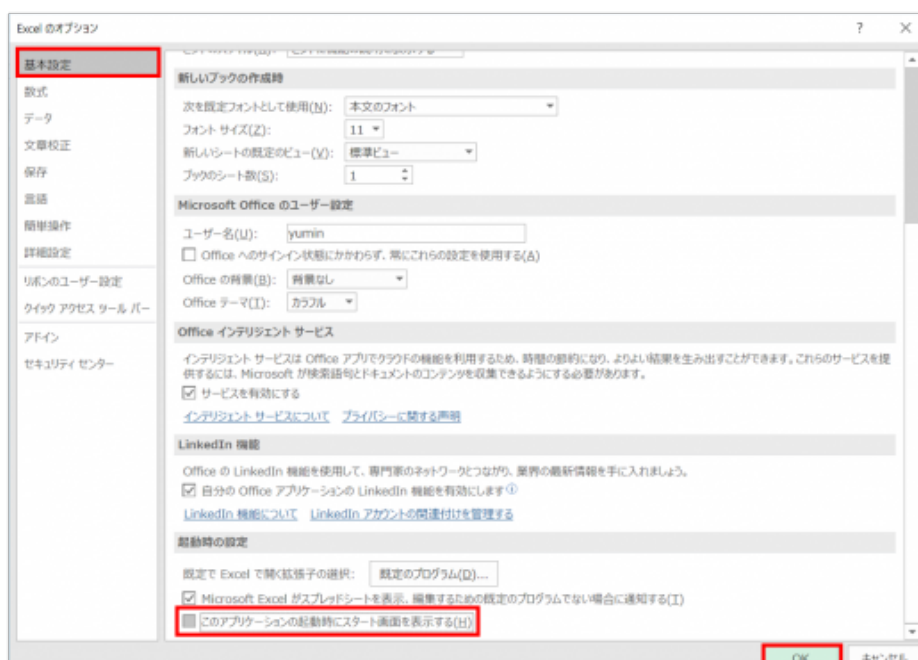 Excel のオプション
? ×
基本設定
数式
データ
文章校正
保存
言語
簡単操作
詳細設定
リボンのユーザー設定
クイック アクセス ツール バー
アドイン
セキュリティ センター
新しいブックの作成時
次を既定フォントとして使用(N): 本文のフォント
フォント サイズ(Z): 11
新しいシートの既定のビュー(V): 標準ビュー
ブックのシート数(S): 1
Microsoft Office のユーザー設定
ユーザー名(U): yumin
Office へのサインイン状態にかかわらず、常にこれらの設定を使用する(A)
Office の背景(B): 背景なし
Office テーマ(T): カラフル
Office インテリジェント サービス
インテリジェント サービスは Office アプリでクラウドの機能を利用するため、時間の節約になり、よりよい結果を生み出すことができます。これらのサービスを提
供するには、Microsoft が検索語句とドキュメントのコンテンツを収集できるようにする必要があります。
サービスを有効にする
インテリジェント サービスについて プライバシーに関する声明
LinkedIn 機能
Office の LinkedIn 機能を使用して、専門家のネットワークとつながり、業界の最新情報を手に入れましょう。
自分の Office アプリケーションの LinkedIn 機能を有効にします
LinkedIn 機能について LinkedIn アカウントの関連付けを管理する
起動時の設定
既定で Excel で開く拡張子の選択: 既定のプログラム(D)...
Microsoft Excel がスプレッドシートを表示、編集するための既定のプログラムでない場合に通知する(I)
このアプリケーションの起動時にスタート画面を表示する(H)
OK キャンセル